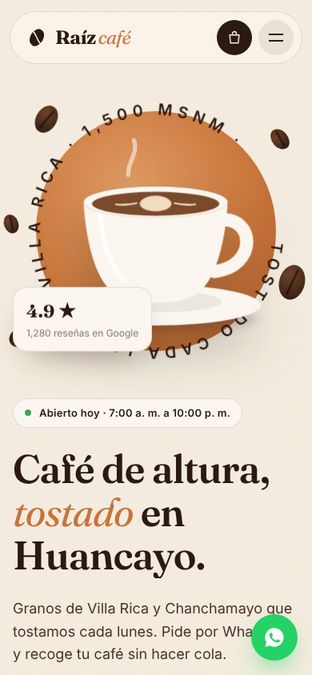 Raíz café
VILLA RICA · 1,500 MSNM ·
TOST
DO CADA
4.9 ★
1,280 reseñas en Google
Abierto hoy · 7:00 a. m. a 10:00 p. m.
Café de altura,
tostado en
Huancayo.
Granos de Villa Rica y Chanchamayo que
tostamos cada lunes. Pide por Wha
y recoge tu café sin hacer cola.